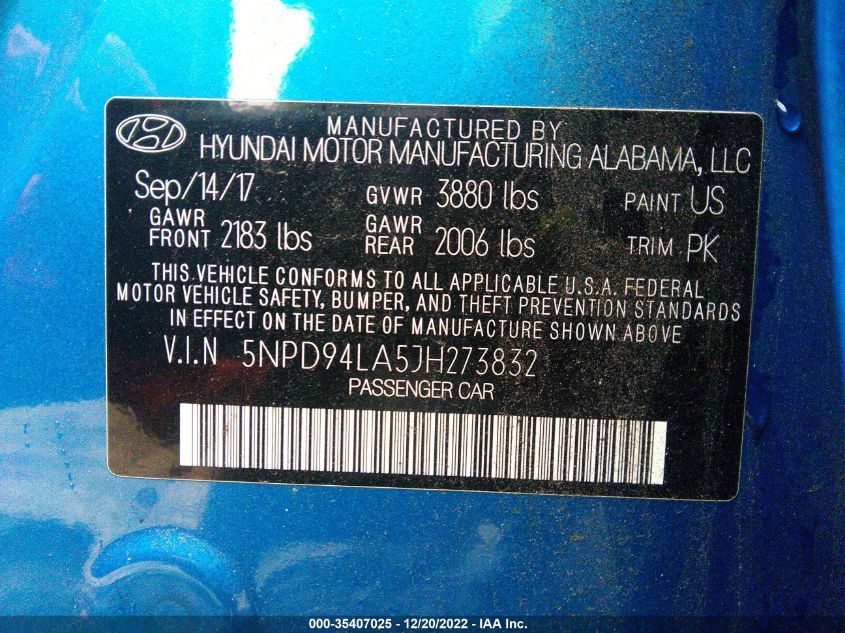 MANUFACTURED BY
HYUNDAI MOTOR MANUFACTURING ALABAMA, LLC
Sep/14/17 GVWR 3880 lbs PAINT US
GAWR FRONT 2183 lbs GAWR REAR 2006 lbs TRIM PK
THIS VEHICLE CONFORMS TO ALL APPLICABLE U.S.A. FEDERAL
MOTOR VEHICLE SAFETY, BUMPER, AND THEFT PREVENTION STANDARDS
IN EFFECT ON THE DATE OF MANUFACTURE SHOWN ABOVE
V.I.N 5NPD94LA5JH273832
PASSENGER CAR
000-35407025 - 12/20/2022 - IAA Inc.